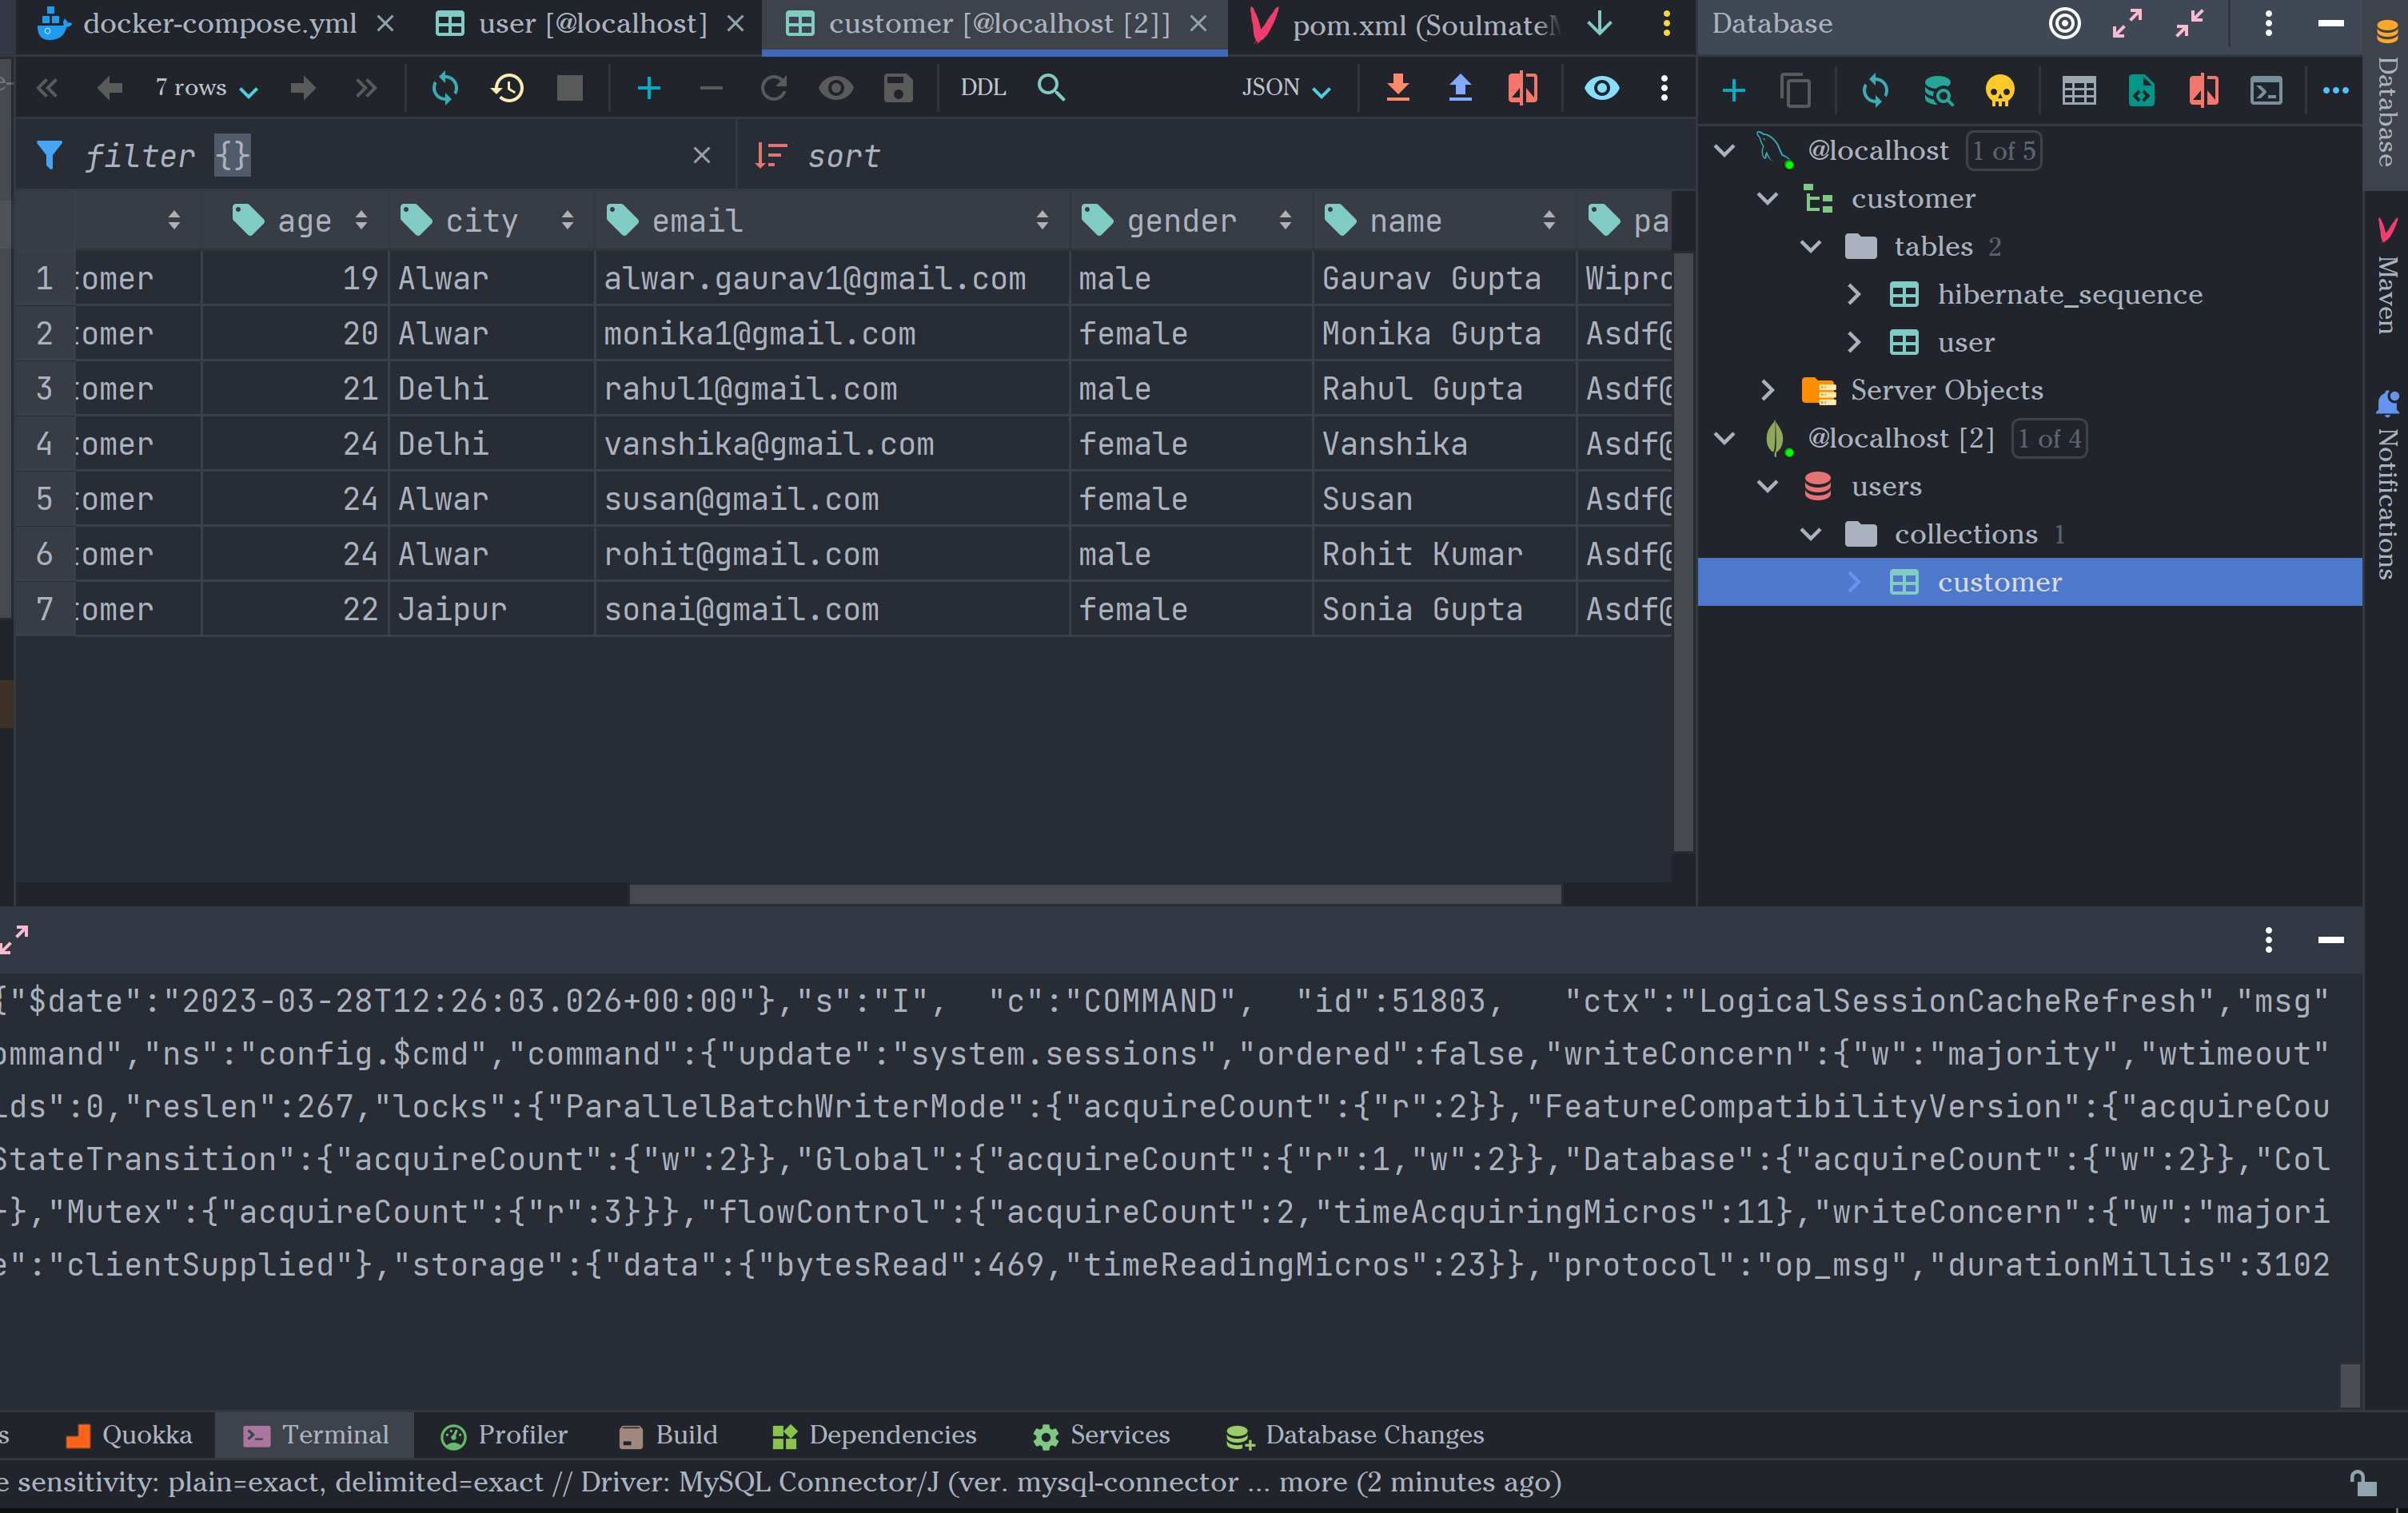 docker-compose.yml
user [@localhost]
customer [@localhost [2]]
pom.xml (Soulmate
Database
7 rows
DDL
JSON
filter {}
sort
age city email gender name pa
1 tomer 19 Alwar alwar.gaurav1@gmail.com male Gaurav Gupta Wipro
2 tomer 20 Alwar monika1@gmail.com female Monika Gupta Asdf@
3 tomer 21 Delhi rahul1@gmail.com male Rahul Gupta Asdf@
4 tomer 24 Delhi vanshika@gmail.com female Vanshika Asdf@
5 tomer 24 Alwar susan@gmail.com female Susan Asdf@
6 tomer 24 Alwar rohit@gmail.com male Rohit Kumar Asdf@
7 tomer 22 Jaipur sonai@gmail.com female Sonia Gupta Asdf@
@localhost 1 of 5
customer
tables 2
hibernate_sequence
user
Server Objects
@localhost [2] 1 of 4
users
collections 1
customer
Database
Maven
Notifications
{"$date":"2023-03-28T12:26:03.026+00:00"},"s":"I",  "c":"COMMAND",  "id":51803,   "ctx":"LogicalSessionCacheRefresh","msg"
ommand","ns":"config.$cmd","command":{"update":"system.sessions","ordered":false,"writeConcern":{"w":"majority","wtimeout"
lds":0,"reslen":267,"locks":{"ParallelBatchWriterMode":{"acquireCount":{"r":2}},"FeatureCompatibilityVersion":{"acquireCou
StateTransition":{"acquireCount":{"w":2}},"Global":{"acquireCount":{"r":1,"w":2}},"Database":{"acquireCount":{"w":2}},"Col
}},"Mutex":{"acquireCount":{"r":3}}},"flowControl":{"acquireCount":2,"timeAcquiringMicros":11},"writeConcern":{"w":"majori
e":"clientSupplied"},"storage":{"data":{"bytesRead":469,"timeReadingMicros":23}},"protocol":"op_msg","durationMillis":3102
s Quokka Terminal Profiler Build Dependencies Services Database Changes
e sensitivity: plain=exact, delimited=exact // Driver: MySQL Connector/J (ver. mysql-connector ... more (2 minutes ago)